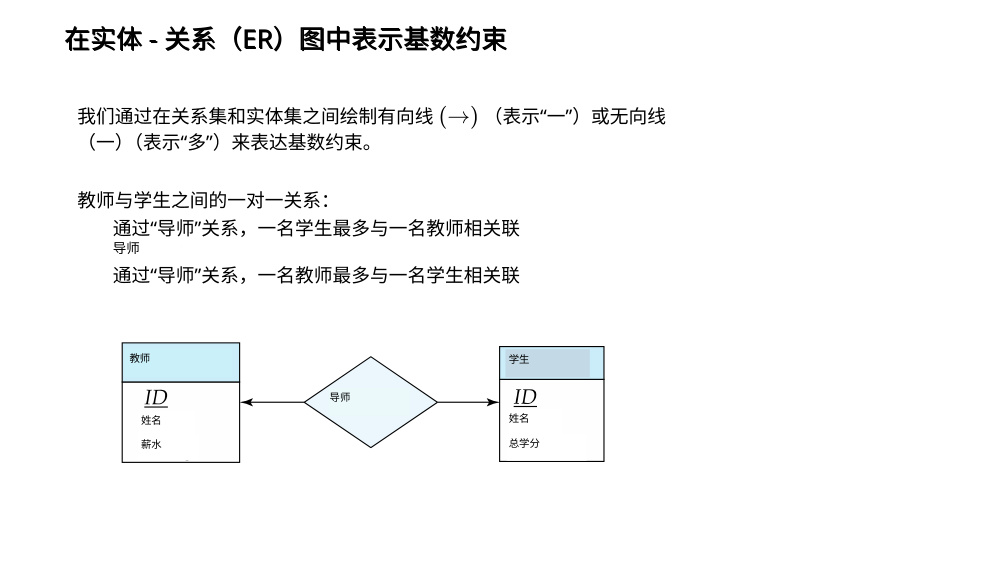 在实体 - 关系（ER）图中表示基数约束
我们通过在关系集和实体集之间绘制有向线 (→) （表示“一”）或无向线
（一）（表示“多”）来表达基数约束。
教师与学生之间的一对一关系：
通过“导师”关系，一名学生最多与一名教师相关联
导师
通过“导师”关系，一名教师最多与一名学生相关联
教师
ID
姓名
薪水
导师
学生
ID
姓名
总学分